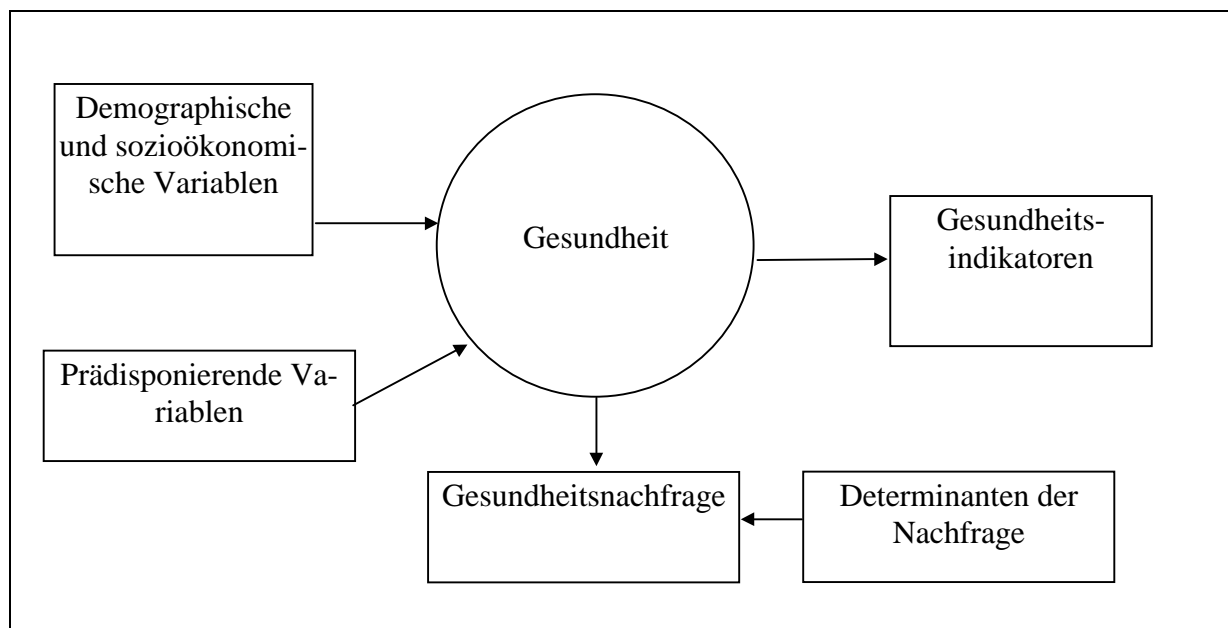 Demographische
und sozioökonomi-
sche Variablen
Gesundheit
Gesundheits-
indikatoren
Prädisponierende Va-
riablen
Gesundheitsnachfrage
Determinanten der
Nachfrage